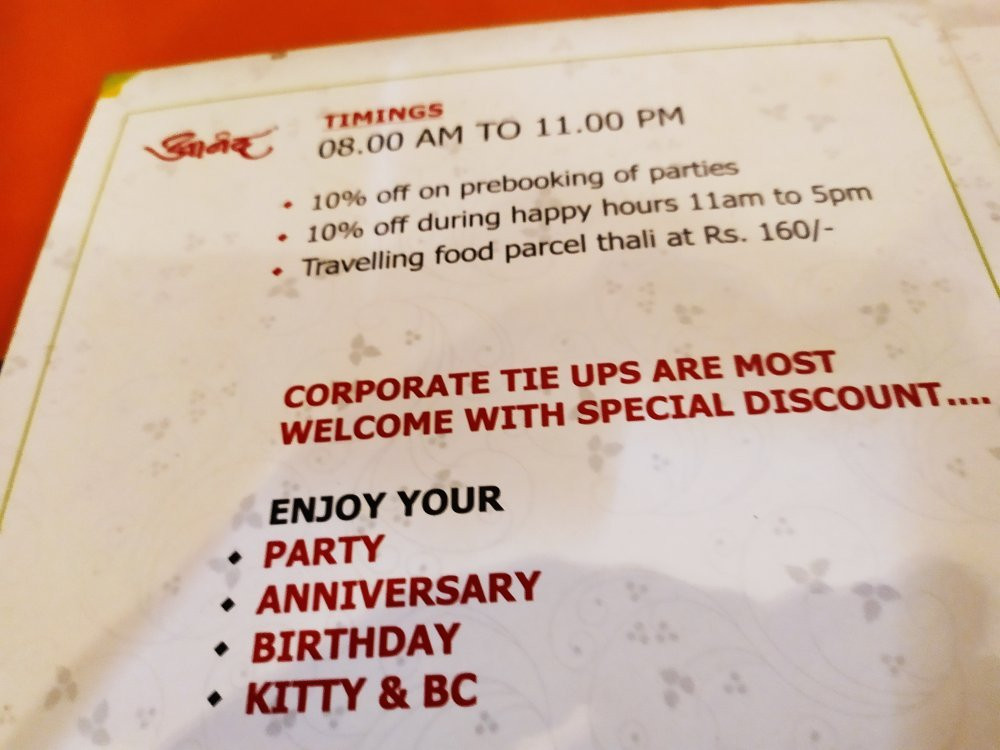 आनंद
TIMINGS
08.00 AM TO 11.00 PM
• 10% off on prebooking of parties
• 10% off during happy hours 11am to 5pm
• Travelling food parcel thali at Rs. 160/-
CORPORATE TIE UPS ARE MOST
WELCOME WITH SPECIAL DISCOUNT....
ENJOY YOUR
◆ PARTY
◆ ANNIVERSARY
◆ BIRTHDAY
◆ KITTY & BC